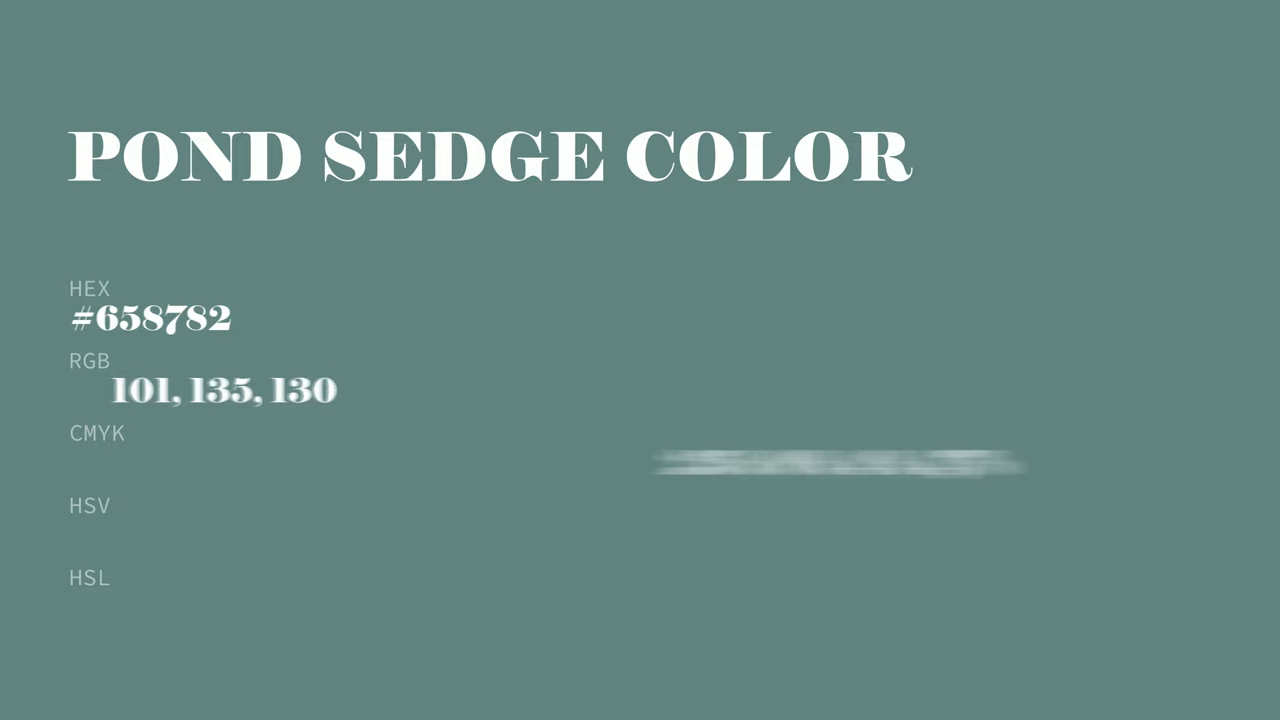 POND SEDGE COLOR
HEX
#658782
RGB
101, 135, 130
CMYK
HSV
HSL